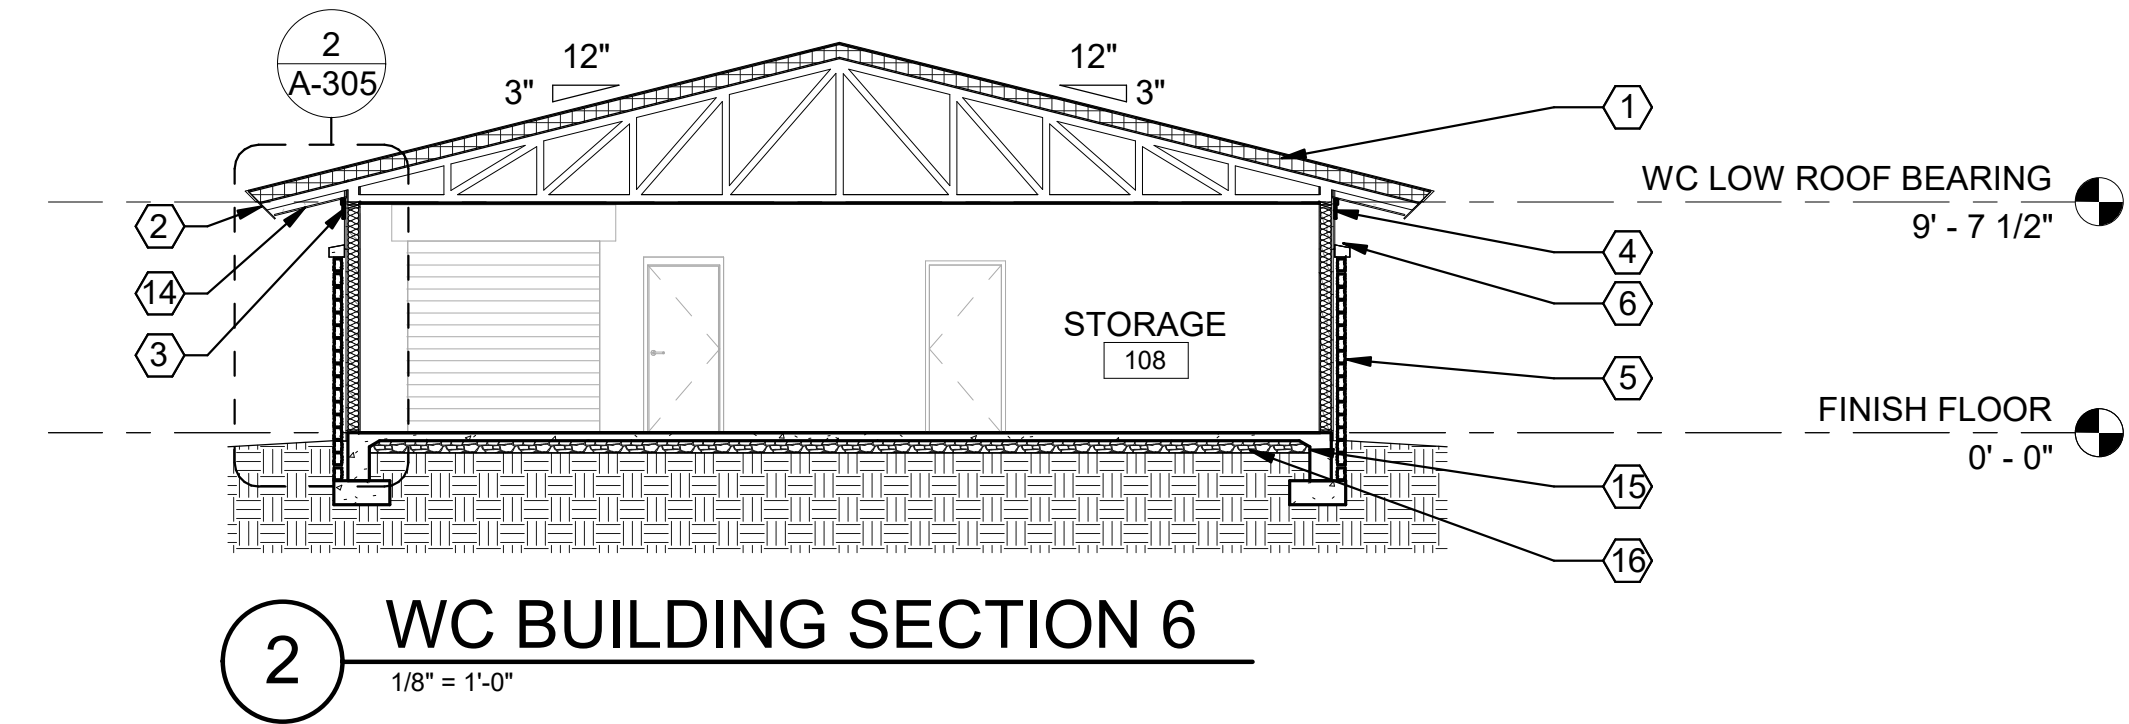 2
A-305
12"
3"
12"
3"
1
WC LOW ROOF BEARING
9' - 7 1/2"
2
14
3
4
6
5
STORAGE
108
FINISH FLOOR
0' - 0"
15
16
2
WC BUILDING SECTION 6
1/8" = 1'-0"